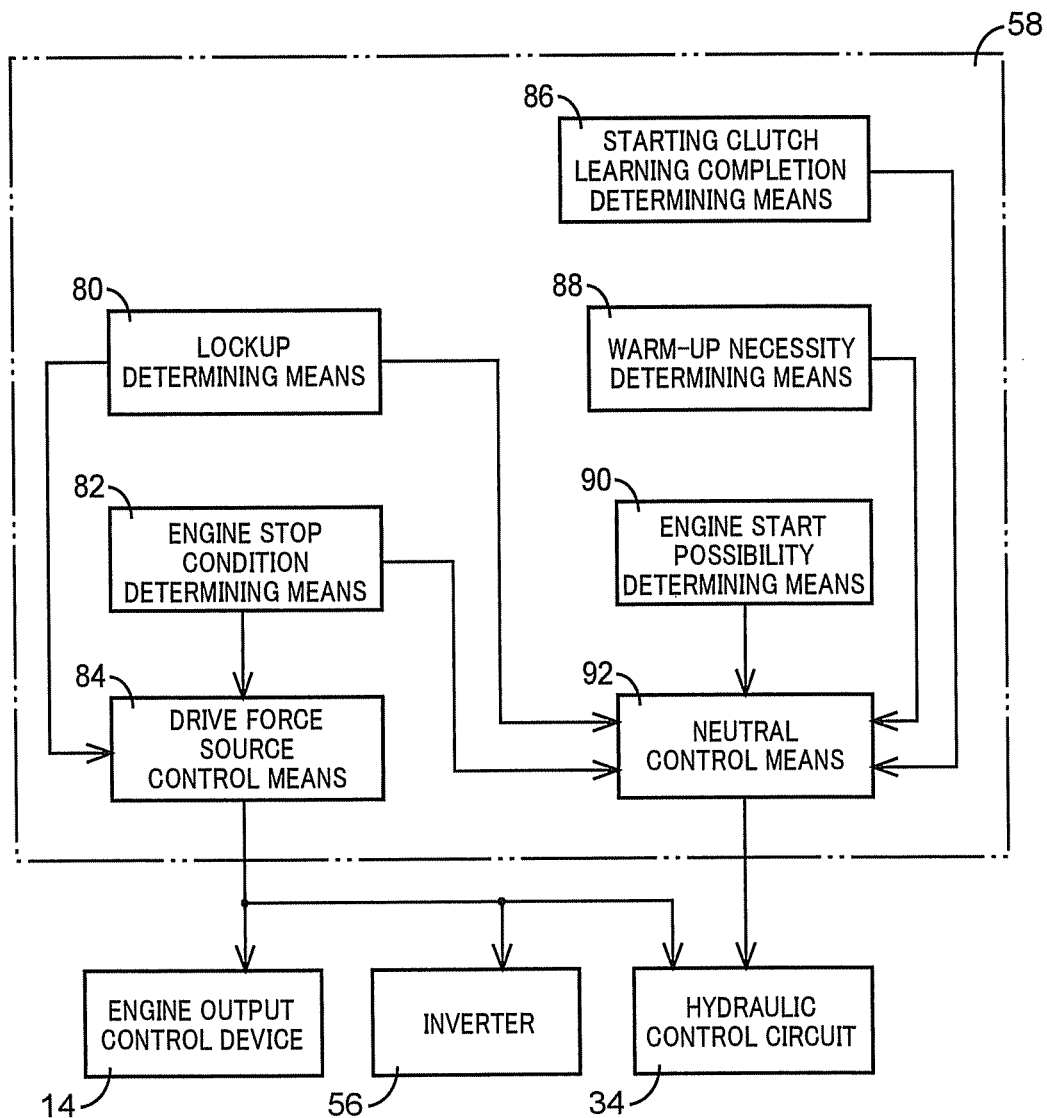 58
86
STARTING CLUTCH
LEARNING COMPLETION
DETERMINING MEANS
80
LOCKUP
DETERMINING MEANS
88
WARM-UP NECESSITY
DETERMINING MEANS
82
ENGINE STOP
CONDITION
DETERMINING MEANS
90
ENGINE START
POSSIBILITY
DETERMINING MEANS
84
DRIVE FORCE
SOURCE
CONTROL MEANS
92
NEUTRAL
CONTROL MEANS
ENGINE OUTPUT
CONTROL DEVICE
14
INVERTER
56
HYDRAULIC
CONTROL CIRCUIT
34